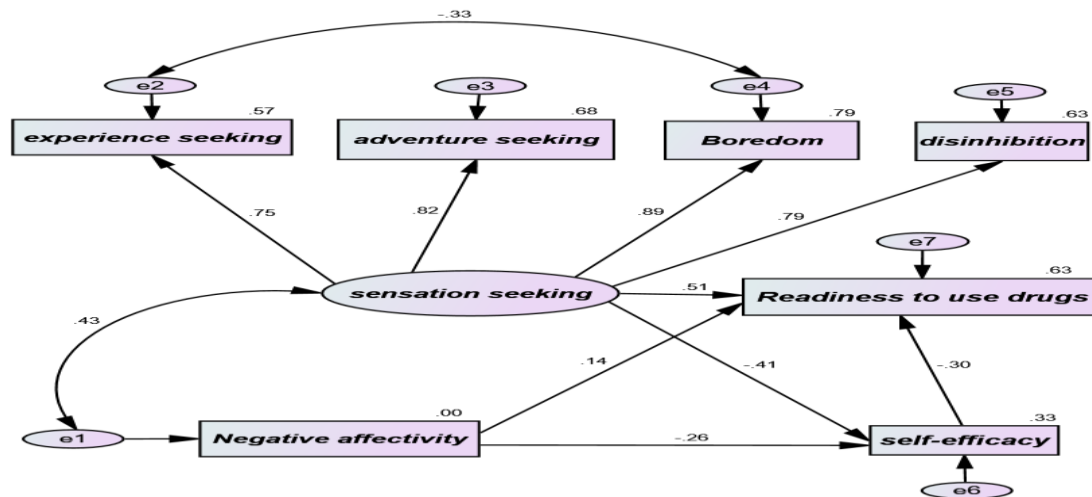 -.33
e2
e3
e4
e5
.57
.68
.79
.63
experience seeking
adventure seeking
Boredom
disinhibition
.75
.82
.89
.79
e7
.63
sensation seeking
.51
Readiness to use drugs
.43
.14
-.41
-.30
.00
.33
e1
Negative affectivity
-.26
self-efficacy
e6